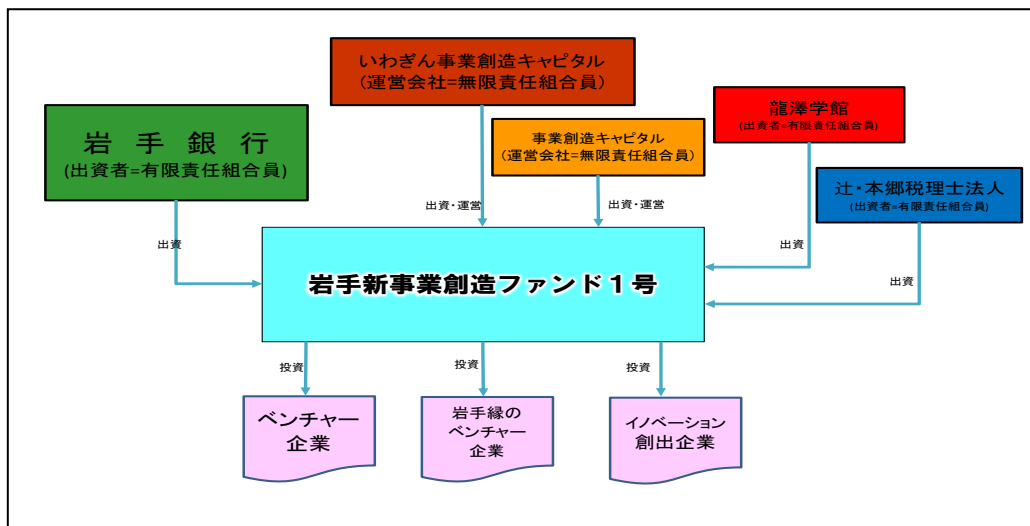 いわぎん事業創造キャピタル
(運営会社=無限責任組合員)
龍澤学館
(出資者=有限責任組合員)
岩手銀行
(出資者=有限責任組合員)
事業創造キャピタル
(運営会社=無限責任組合員)
辻・本郷税理士法人
(出資者=有限責任組合員)
出資・運営
出資・運営
出資
出資
出資
岩手新事業創造ファンド1号
投資
投資
投資
ベンチャー
企業
岩手縁の
ベンチャー
企業
イノベーション
創出企業